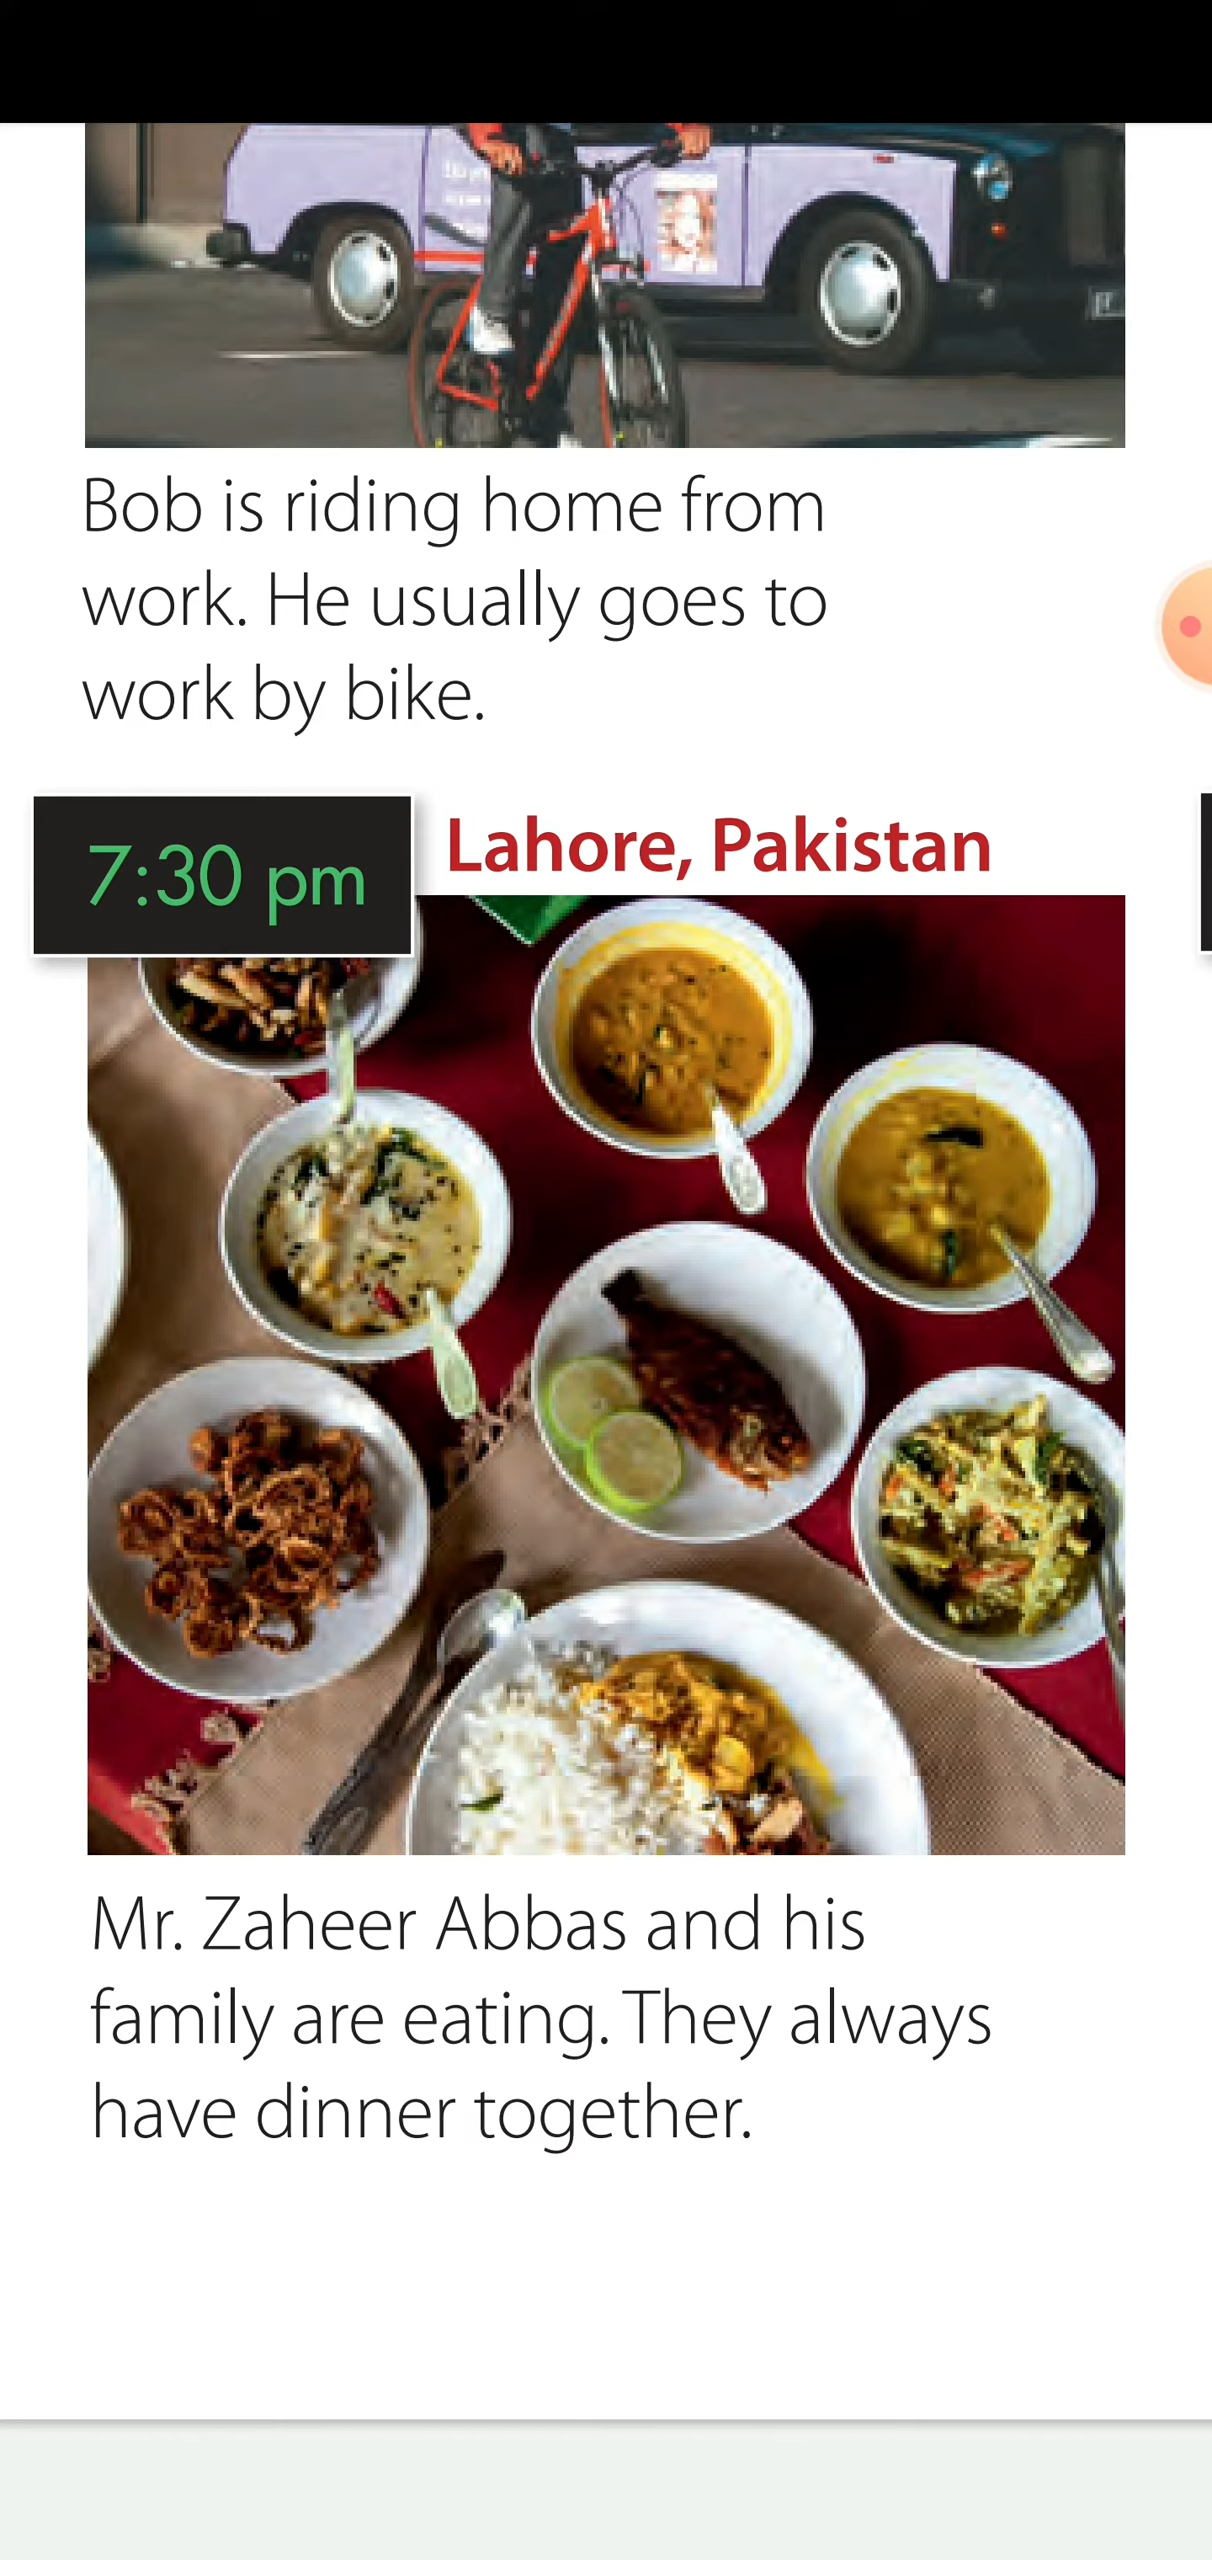 Bob is riding home from
work. He usually goes to
work by bike.
7:30 pm
Lahore, Pakistan
Mr. Zaheer Abbas and his
family are eating. They always
have dinner together.